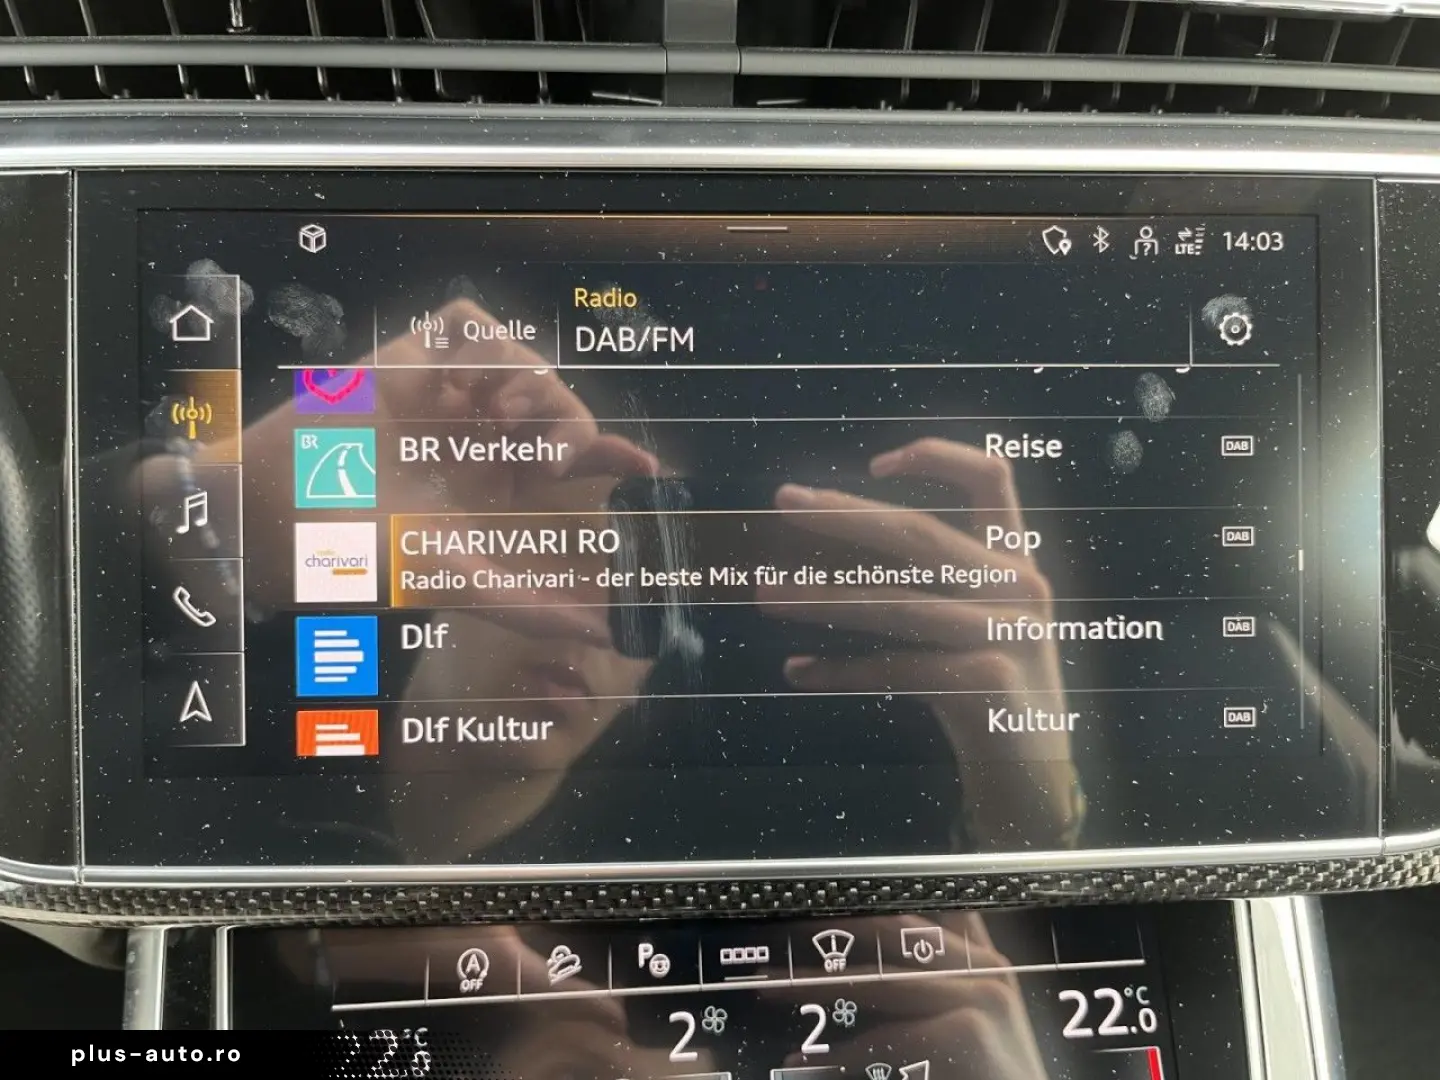 LTE
14:03
Quelle
Radio
DAB/FM
BR
BR Verkehr
Reise
DAB
charivari
CHARIVARI RO
Radio Charivari - der beste Mix für die schönste Region
Pop
DAB
Dlf
Information
DAB
Dlf Kultur
Kultur
DAB
A
OFF
P
OFF
2
2
22.0 °C
22 °C
plus-auto.ro